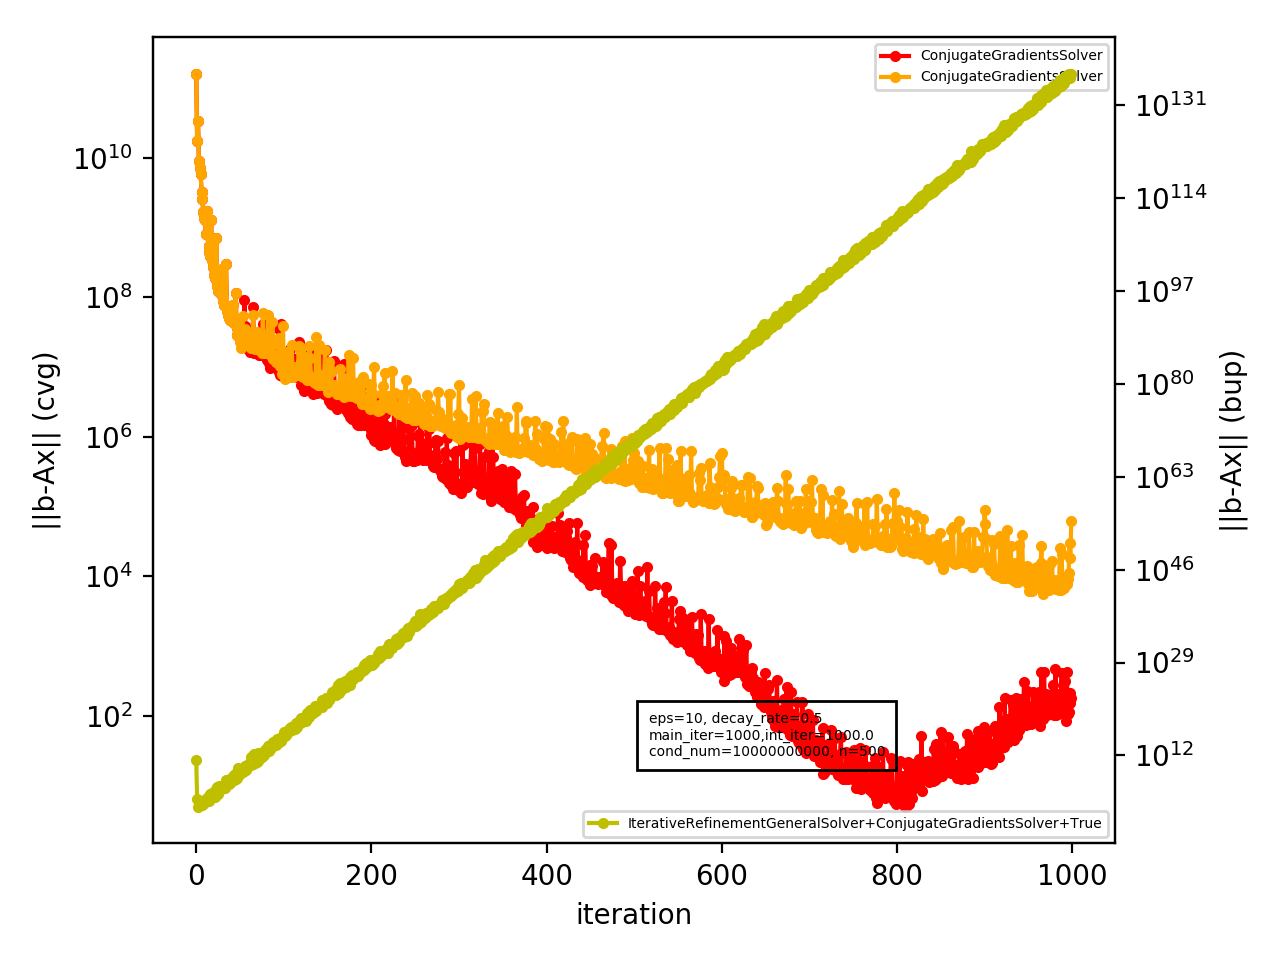 ConjugateGradientsSolver
ConjugateGradientsSolver
10^10
10^8
10^6
10^4
10^2
||b-Ax|| (cvg)
10^131
10^114
10^97
10^80
10^63
10^46
10^29
10^12
||b-Ax|| (bup)
eps=10, decay_rate=0.5
main_iter=1000,int_iter=1000.0
cond_num=10000000000, n=500
IterativeRefinementGeneralSolver+ConjugateGradientsSolver+True
0 200 400 600 800 1000
iteration